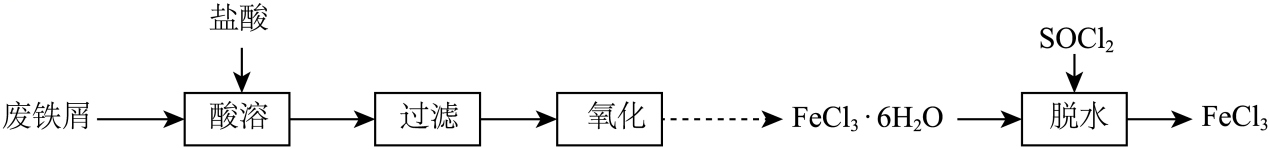 盐酸
SOCl₂
废铁屑
酸溶
过滤
氧化
FeCl₃·6H₂O
脱水
FeCl₃